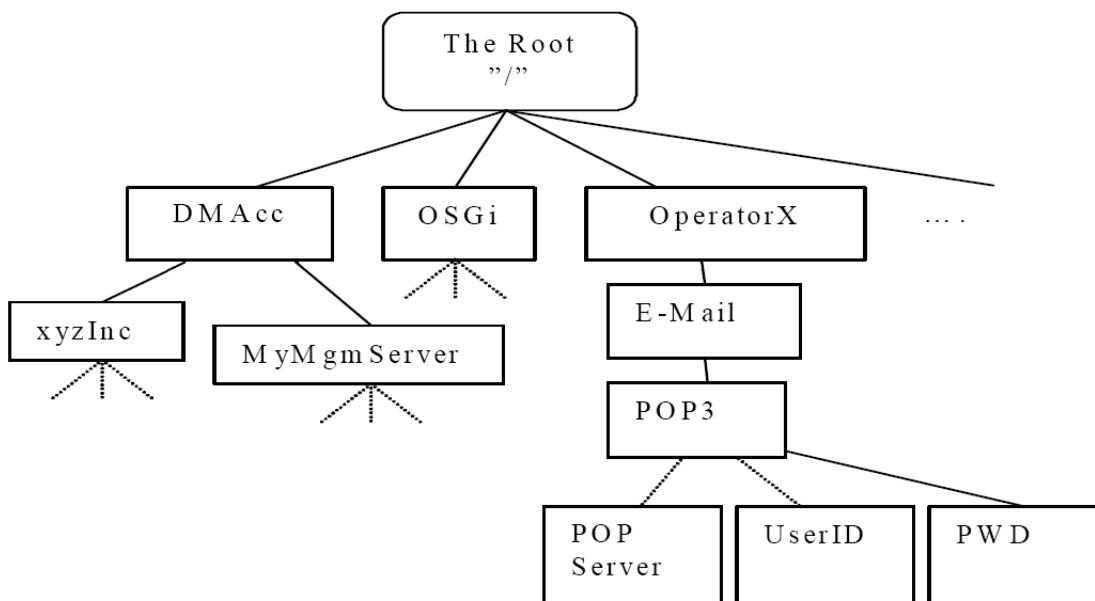 The Root
”/”
DMAcc
OSGi
OperatorX
... .
xyzInc
MyMgmServer
E-Mail
POP3
POP
Server
UserID
PWD